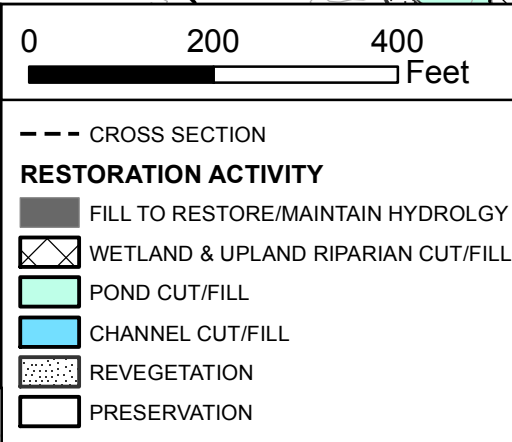 0 200 400
Feet
CROSS SECTION
RESTORATION ACTIVITY
FILL TO RESTORE/MAINTAIN HYDROLGY
WETLAND & UPLAND RIPARIAN CUT/FILL
POND CUT/FILL
CHANNEL CUT/FILL
REVEGETATION
PRESERVATION